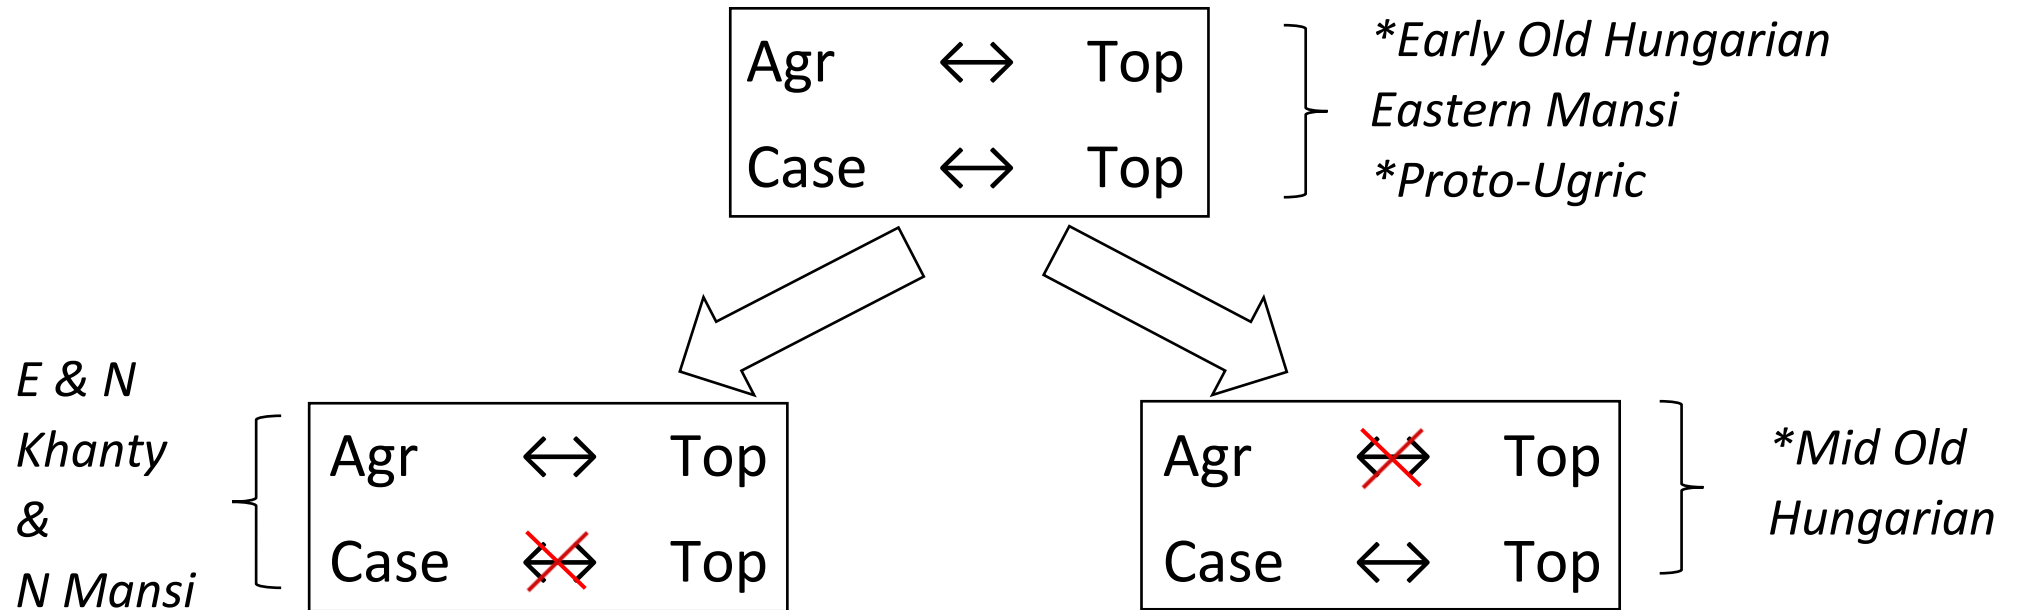 Agr ↔ Top
Case ↔ Top
*Early Old Hungarian
Eastern Mansi
*Proto-Ugric
E & N
Khanty
&
N Mansi
Agr ↔ Top
Case ↔ Top
Agr ↔ Top
Case ↔ Top
*Mid Old
Hungarian